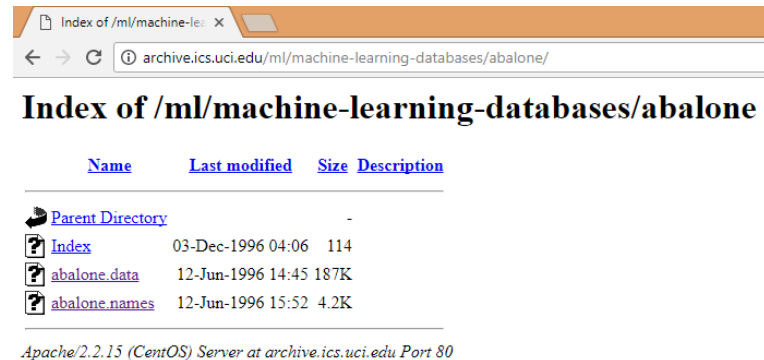 Index of /ml/machine-lea
archive.ics.uci.edu/ml/machine-learning-databases/abalone/
Index of /ml/machine-learning-databases/abalone
Name Last modified Size Description
Parent Directory -
Index 03-Dec-1996 04:06 114
abalone.data 12-Jun-1996 14:45 187K
abalone.names 12-Jun-1996 15:52 4.2K
Apache/2.2.15 (CentOS) Server at archive.ics.uci.edu Port 80